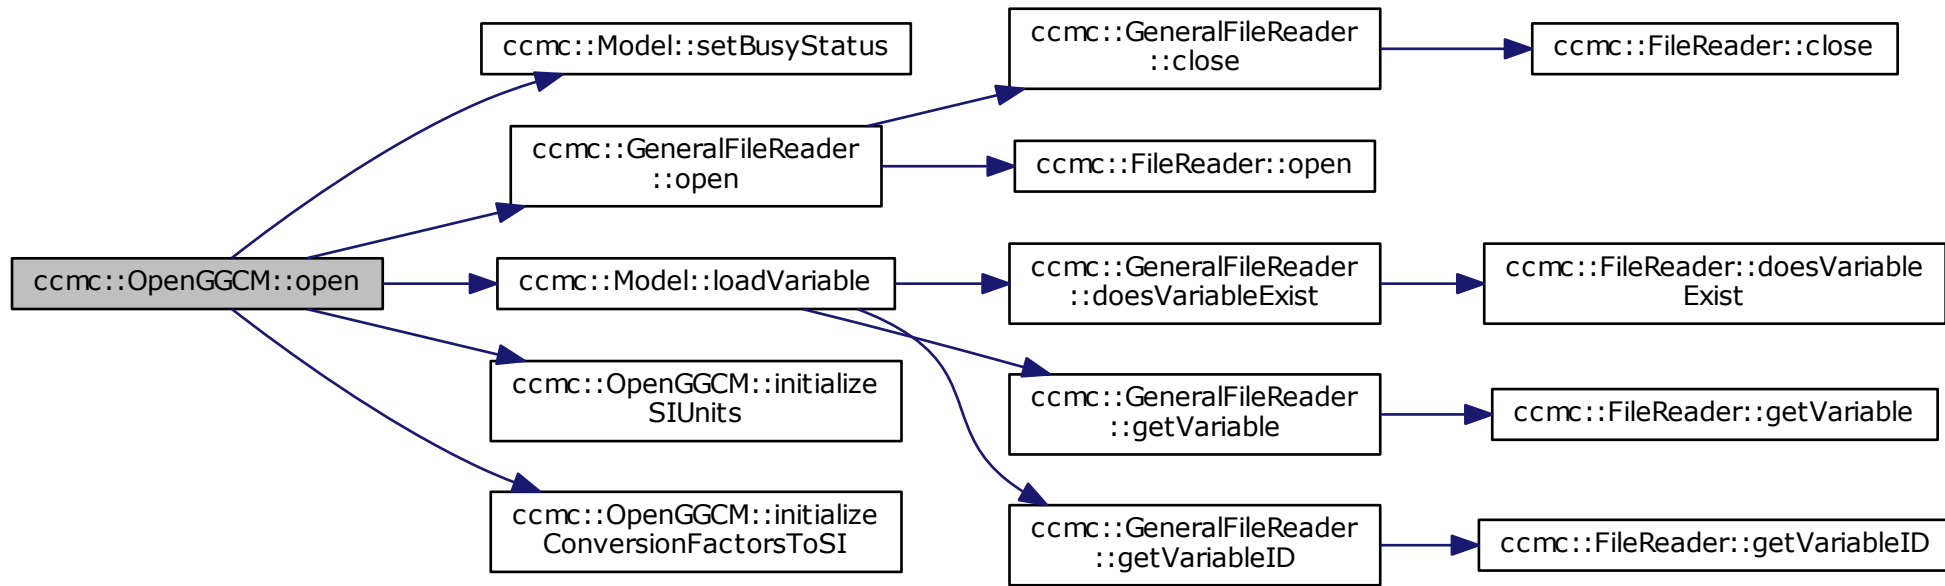 ccmc::OpenGGCM::open
ccmc::Model::setBusyStatus
ccmc::GeneralFileReader
::open
ccmc::Model::loadVariable
ccmc::OpenGGCM::initialize
SIUnits
ccmc::OpenGGCM::initialize
ConversionFactorsToSI
ccmc::GeneralFileReader
::close
ccmc::FileReader::open
ccmc::GeneralFileReader
::doesVariableExist
ccmc::GeneralFileReader
::getVariable
ccmc::GeneralFileReader
::getVariableID
ccmc::FileReader::close
ccmc::FileReader::doesVariable
Exist
ccmc::FileReader::getVariable
ccmc::FileReader::getVariableID